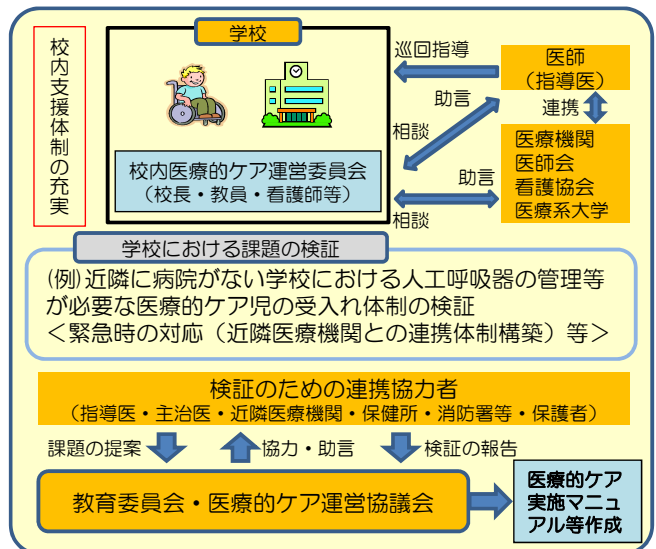 校内支援体制の充実
学校
校内医療的ケア運営委員会
（校長・教員・看護師等）
巡回指導
助言
相談
助言
相談
医師
（指導医）
連携
医療機関
医師会
看護協会
医療系大学
学校における課題の検証
(例)近隣に病院がない学校における人工呼吸器の管理等
が必要な医療的ケア児の受入れ体制の検証
＜緊急時の対応（近隣医療機関との連携体制構築）等＞
検証のための連携協力者
（指導医・主治医・近隣医療機関・保健所・消防署等・保護者）
課題の提案
協力・助言
検証の報告
教育委員会・医療的ケア運営協議会
医療的ケア
実施マニュ
アル等作成